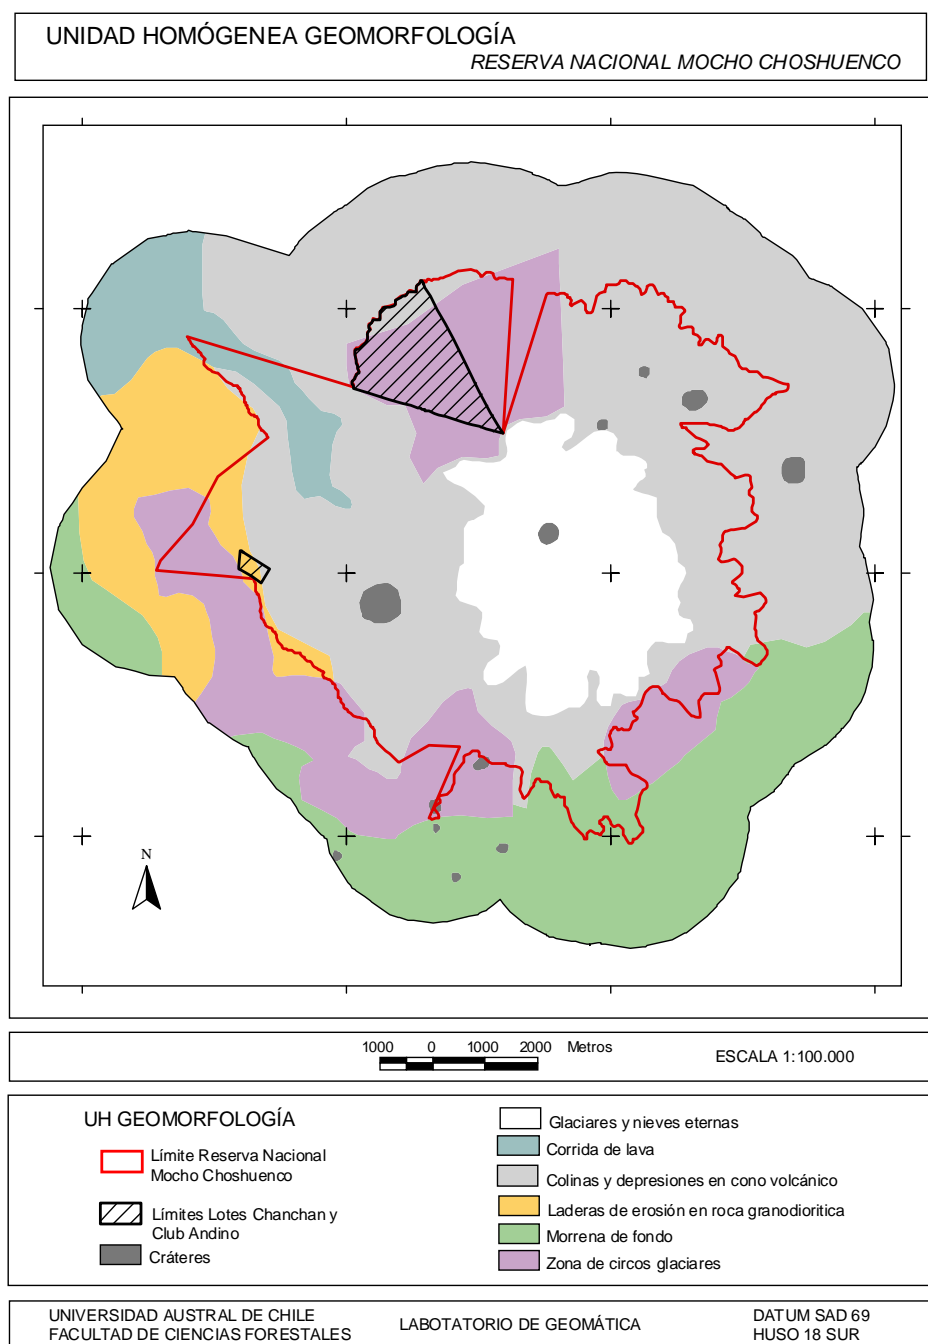 UNIDAD HOMÓGENEA GEOMORFOLOGÍA
RESERVA NACIONAL MOCHO CHOSHUENCO
N
1000 0 1000 2000 Metros
ESCALA 1:100.000
UH GEOMORFOLOGÍA
Límite Reserva Nacional
Mocho Choshuenco
Límites Lotes Chanchan y
Club Andino
Cráteres
Glaciares y nieves eternas
Corrida de lava
Colinas y depresiones en cono volcánico
Laderas de erosión en roca granodioritica
Morrena de fondo
Zona de circos glaciares
UNIVERSIDAD AUSTRAL DE CHILE
FACULTAD DE CIENCIAS FORESTALES
LABOTATORIO DE GEOMÁTICA
DATUM SAD 69
HUSO 18 SUR